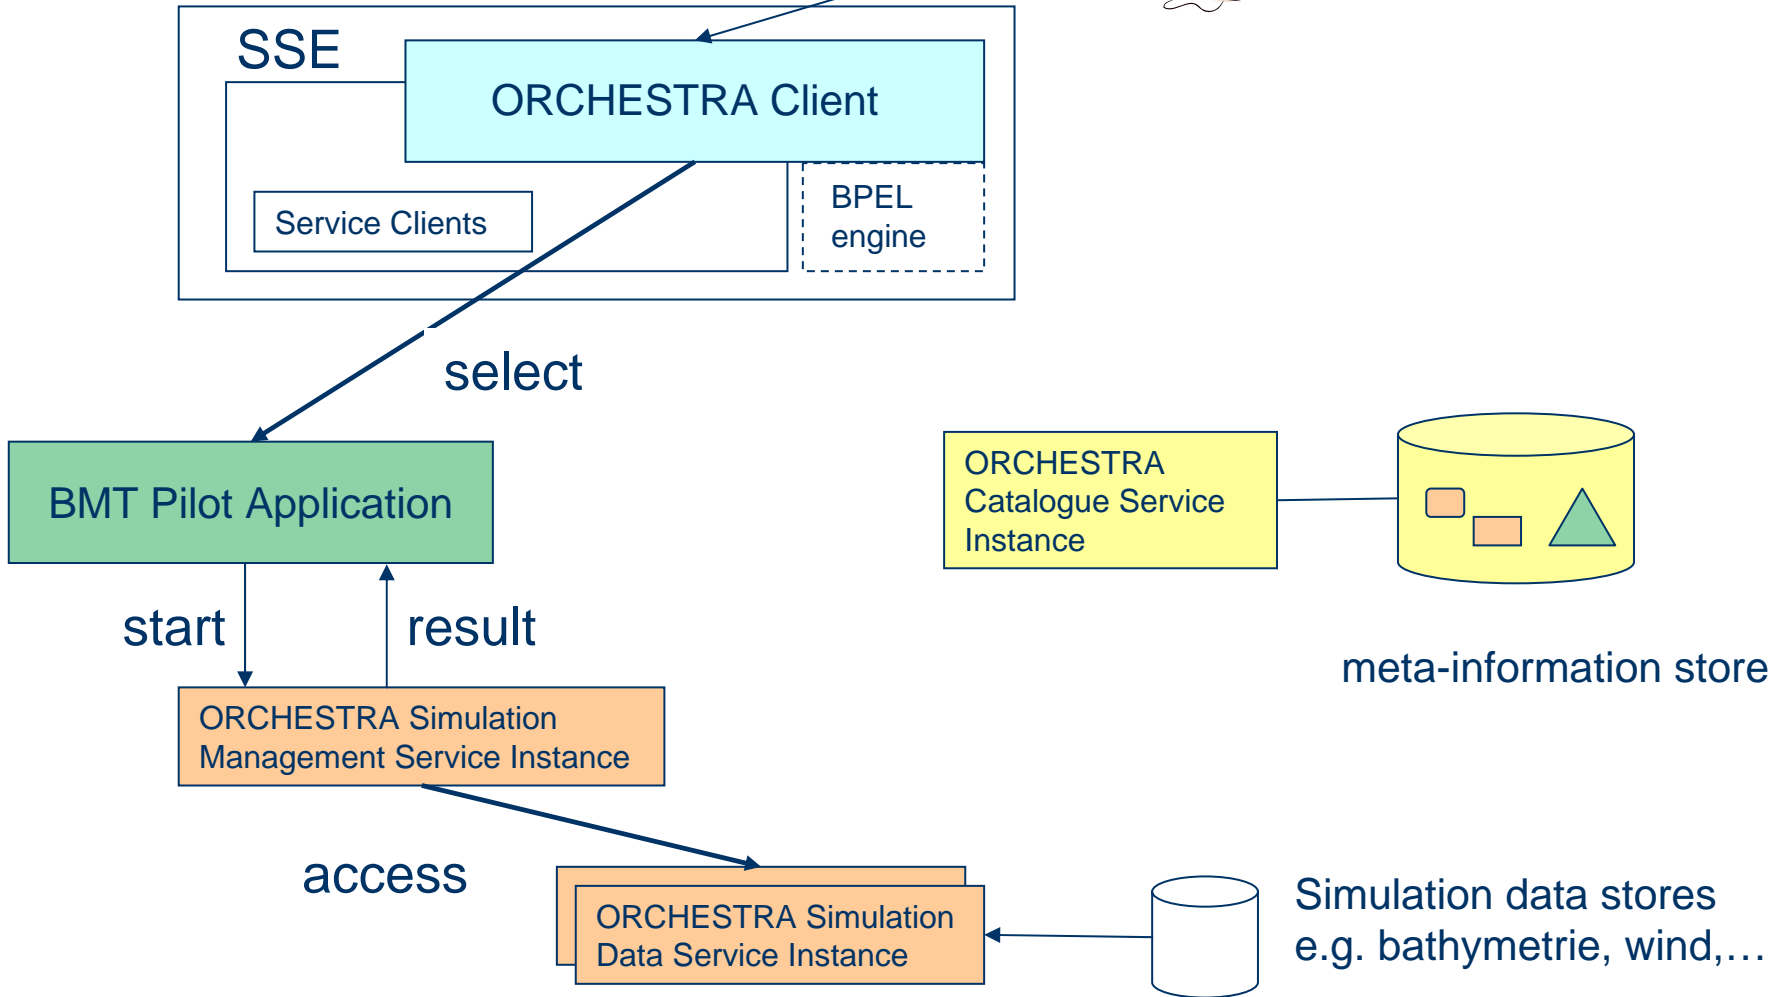 SSE
ORCHESTRA Client
Service Clients
BPEL
engine
select
BMT Pilot Application
ORCHESTRA
Catalogue Service
Instance
start
result
meta-information store
ORCHESTRA Simulation
Management Service Instance
access
ORCHESTRA Simulation
Data Service Instance
Simulation data stores
e.g. bathymetrie, wind,…